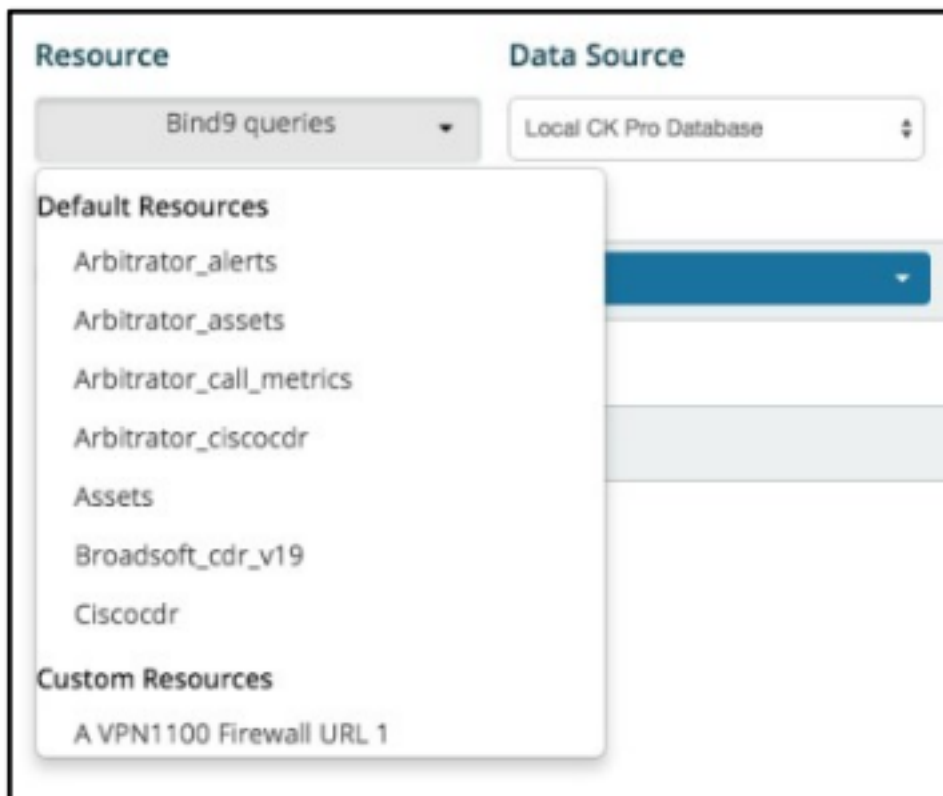 Resource
Data Source
Bind9 queries
Local CK Pro Database
Default Resources
Arbitrator_alerts
Arbitrator_assets
Arbitrator_call_metrics
Arbitrator_ciscocdr
Assets
Broadsoft_cdr_v19
Ciscocdr
Custom Resources
A VPN1100 Firewall URL 1